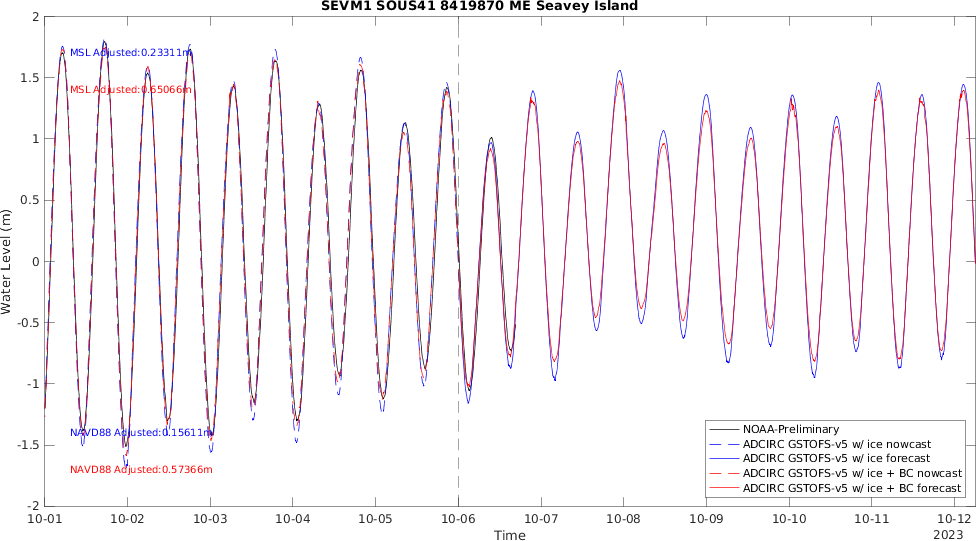 SEVM1 SOUS41 8419870 ME Seavey Island
2
1.5
1
0.5
0
-0.5
-1
-1.5
-2
Water Level (m)
MSL Adjusted:0.23311m
MSL Adjusted:0.65066m
NAVD88 Adjusted:0.15611m
NAVD88 Adjusted:0.57366m
NOAA-Preliminary
ADCIRC GSTOFS-v5 w/ ice nowcast
ADCIRC GSTOFS-v5 w/ ice forecast
ADCIRC GSTOFS-v5 w/ ice + BC nowcast
ADCIRC GSTOFS-v5 w/ ice + BC forecast
10-01 10-02 10-03 10-04 10-05 10-06 10-07 10-08 10-09 10-10 10-11 10-12
Time
2023